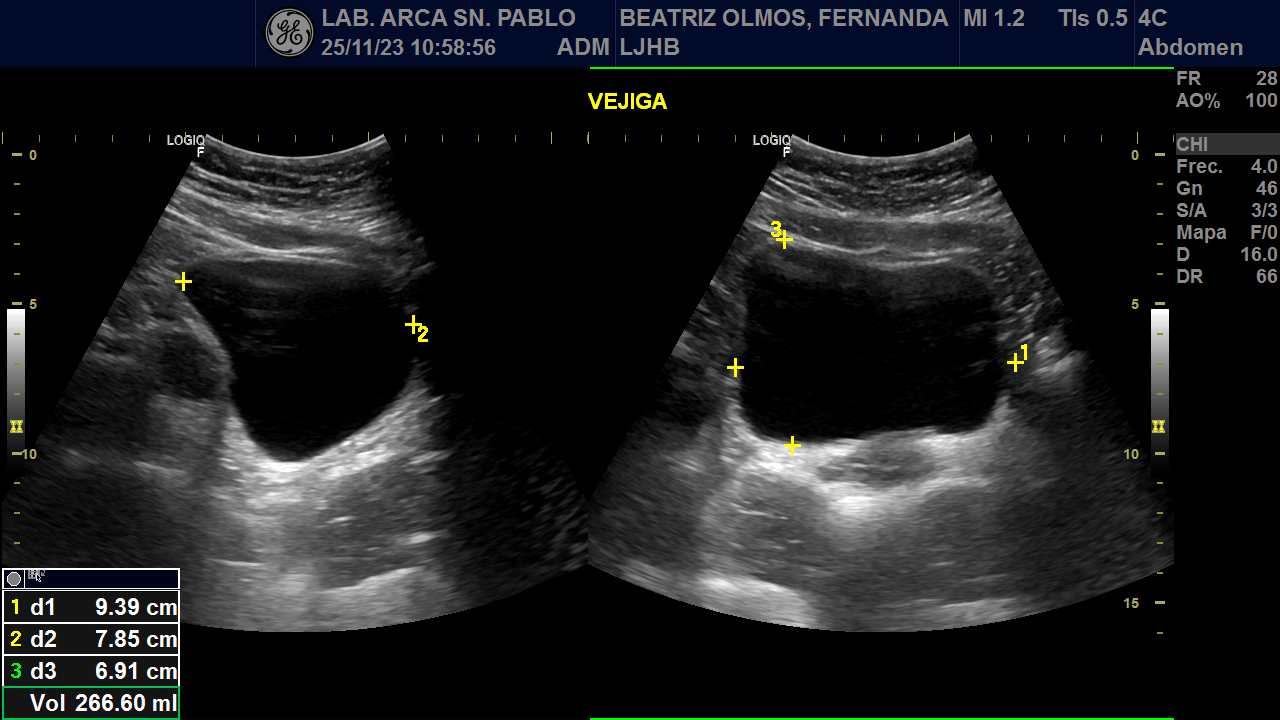 LAB. ARCA SN. PABLO
25/11/23 10:58:56 ADM
BEATRIZ OLMOS, FERNANDA
LJHB
MI 1.2 TIs 0.5
4C
Abdomen
FR 28
AO% 100
CHI
Frec. 4.0
Gn 46
S/A 3/3
Mapa F/0
D 16.0
DR 66
VEJIGA
LOGIQ
F
0
5
10
2
LOGIQ
F
3
1
0
5
10
15
1 d1 9.39 cm
2 d2 7.85 cm
3 d3 6.91 cm
Vol 266.60 ml